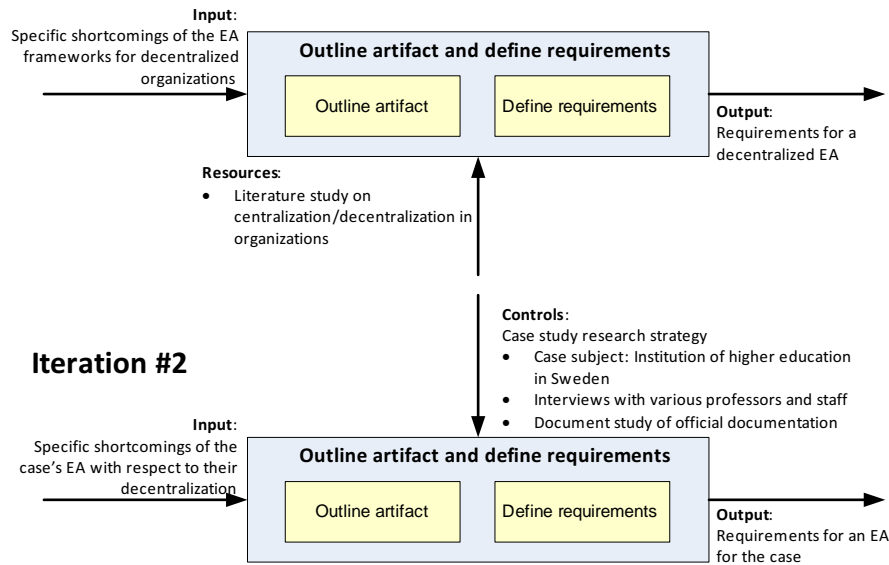 Input:
Specific shortcomings of the EA
frameworks for decentralized
organizations
Outline artifact and define requirements
Outline artifact
Define requirements
Output:
Requirements for a
decentralized EA
Resources:
• Literature study on
centralization/decentralization in
organizations
Controls:
Case study research strategy
• Case subject: Institution of higher education
in Sweden
• Interviews with various professors and staff
• Document study of official documentation
Iteration #2
Input:
Specific shortcomings of the
case's EA with respect to their
decentralization
Outline artifact and define requirements
Outline artifact
Define requirements
Output:
Requirements for an EA
for the case